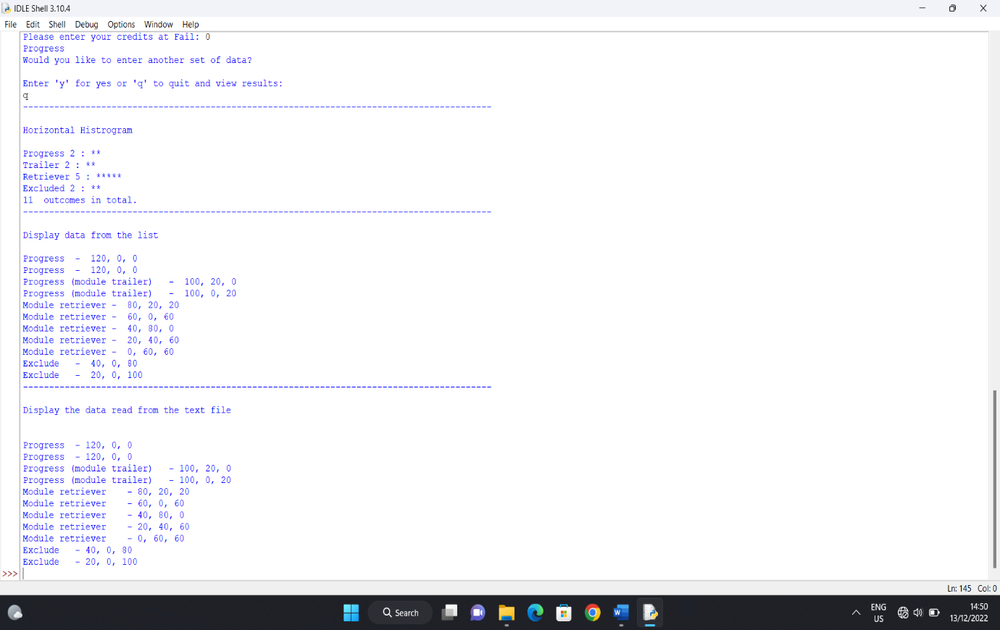 IDLE Shell 3.10.4
File Edit Shell Debug Options Window Help
Please enter your credits at Fail: 0
Progress
Would you like to enter another set of data?
Enter 'y' for yes or 'q' to quit and view results:
q
------------------------------------------------------------------------------------------
Horizontal Histrogram
Progress 2 : **
Trailer 2 : **
Retriever 5 : *****
Excluded 2 : **
11  outcomes in total.
------------------------------------------------------------------------------------------
Display data from the list
Progress  -  120, 0, 0
Progress  -  120, 0, 0
Progress (module trailer)   -  100, 20, 0
Progress (module trailer)   -  100, 0, 20
Module retriever -  80, 20, 20
Module retriever -  60, 0, 60
Module retriever -  40, 80, 0
Module retriever -  20, 40, 60
Module retriever -  0, 60, 60
Exclude   -  40, 0, 80
Exclude   -  20, 0, 100
------------------------------------------------------------------------------------------
Display the data read from the text file
Progress  - 120, 0, 0
Progress  - 120, 0, 0
Progress (module trailer)   - 100, 20, 0
Progress (module trailer)   - 100, 0, 20
Module retriever    - 80, 20, 20
Module retriever    - 60, 0, 60
Module retriever    - 40, 80, 0
Module retriever    - 20, 40, 60
Module retriever    - 0, 60, 60
Exclude   - 40, 0, 80
Exclude   - 20, 0, 100
>>>
Ln: 145 Col: 0
Search
W
ENG
US
14:50
13/12/2022